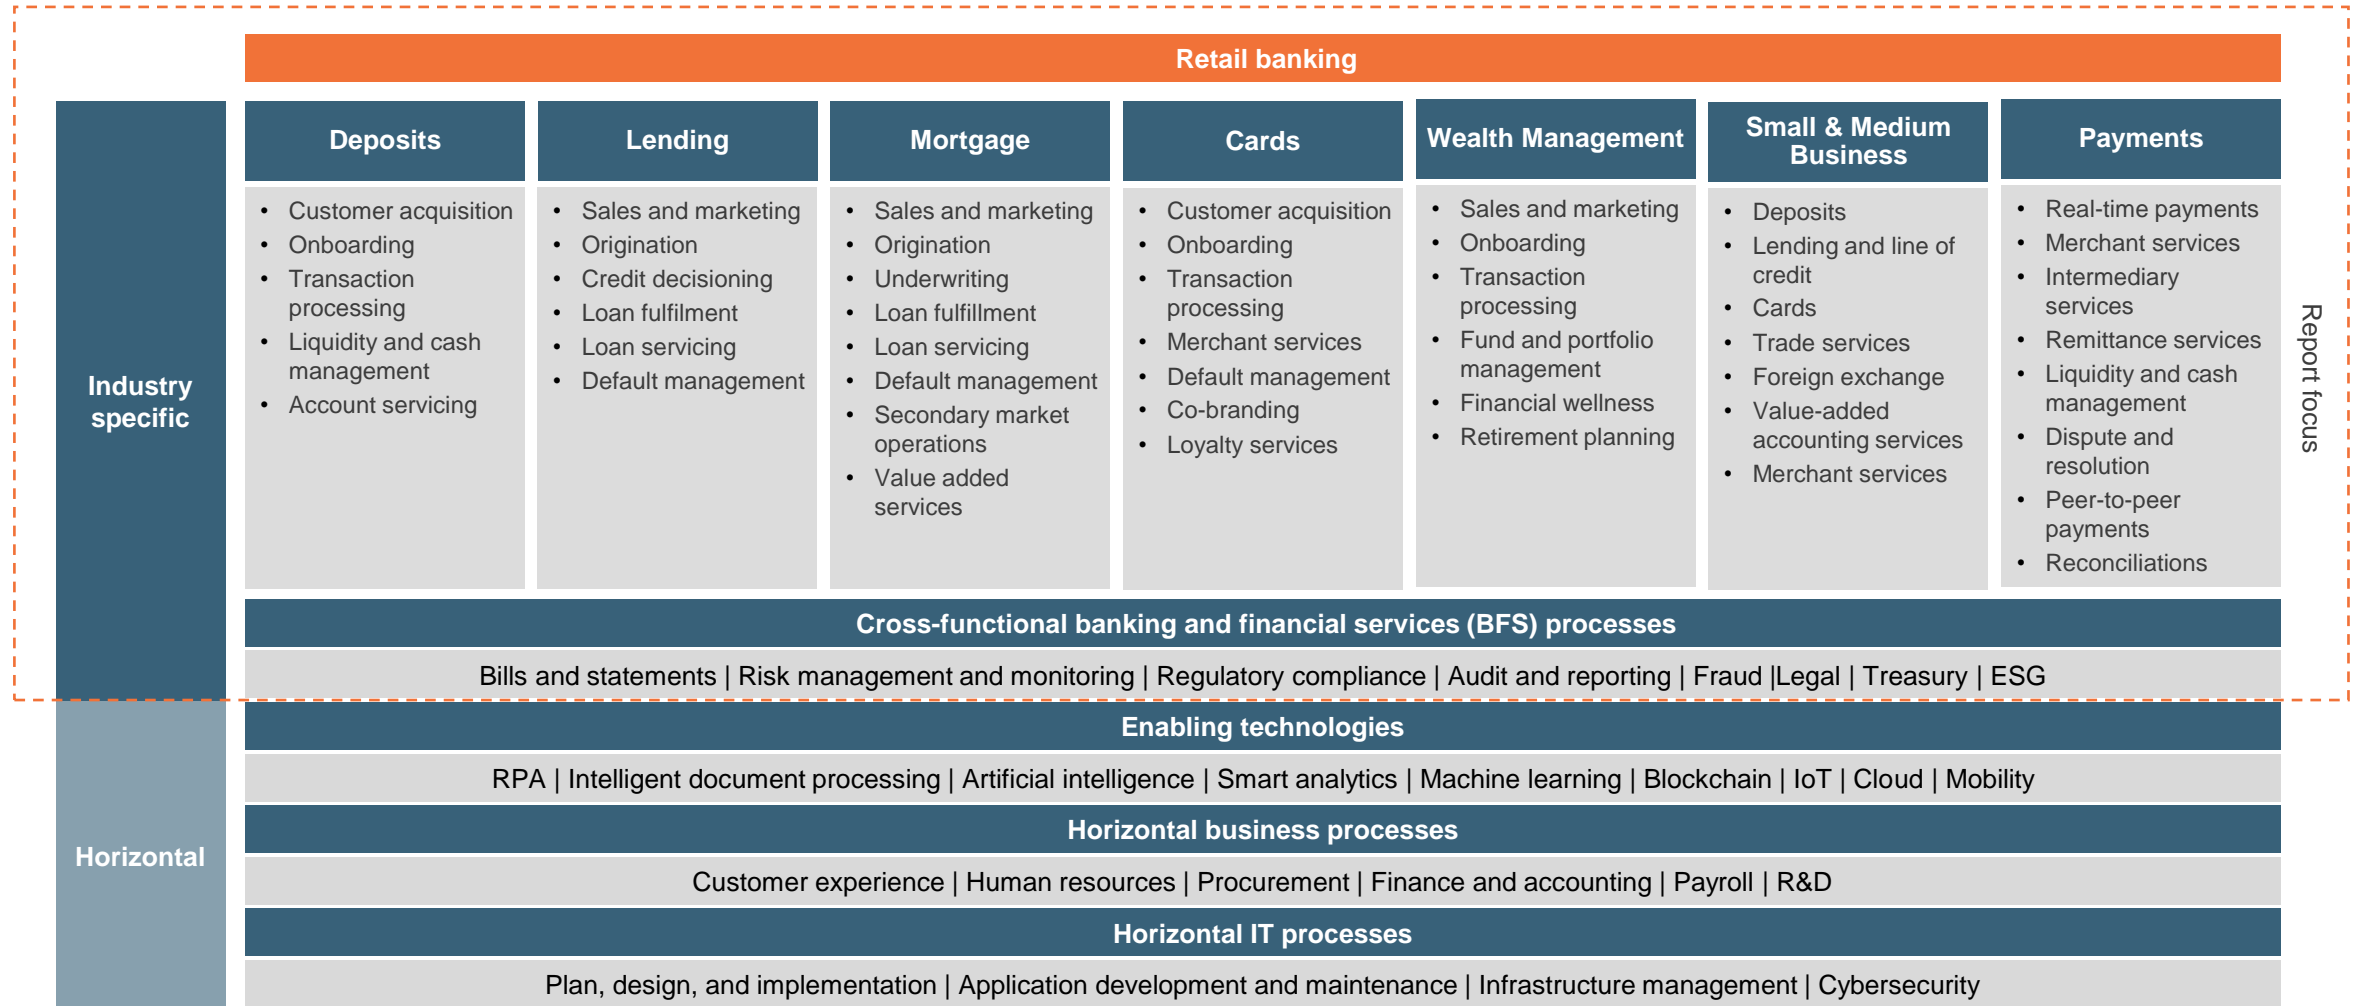 Retail banking
Industry
specific
Deposits
• Customer acquisition
• Onboarding
• Transaction
processing
• Liquidity and cash
management
• Account servicing
Lending
• Sales and marketing
• Origination
• Credit decisioning
• Loan fulfilment
• Loan servicing
• Default management
Mortgage
• Sales and marketing
• Origination
• Underwriting
• Loan fulfillment
• Loan servicing
• Default management
• Secondary market
operations
• Value added
services
Cards
• Customer acquisition
• Onboarding
• Transaction
processing
• Merchant services
• Default management
• Co-branding
• Loyalty services
Wealth Management
• Sales and marketing
• Onboarding
• Transaction
processing
• Fund and portfolio
management
• Financial wellness
• Retirement planning
Small & Medium
Business
• Deposits
• Lending and line of
credit
• Cards
• Trade services
• Foreign exchange
• Value-added
accounting services
• Merchant services
Payments
• Real-time payments
• Merchant services
• Intermediary
services
• Remittance services
• Liquidity and cash
management
• Dispute and
resolution
• Peer-to-peer
payments
• Reconciliations
Report focus
Cross-functional banking and financial services (BFS) processes
Bills and statements | Risk management and monitoring | Regulatory compliance | Audit and reporting | Fraud |Legal | Treasury | ESG
Horizontal
Enabling technologies
RPA | Intelligent document processing | Artificial intelligence | Smart analytics | Machine learning | Blockchain | IoT | Cloud | Mobility
Horizontal business processes
Customer experience | Human resources | Procurement | Finance and accounting | Payroll | R&D
Horizontal IT processes
Plan, design, and implementation | Application development and maintenance | Infrastructure management | Cybersecurity